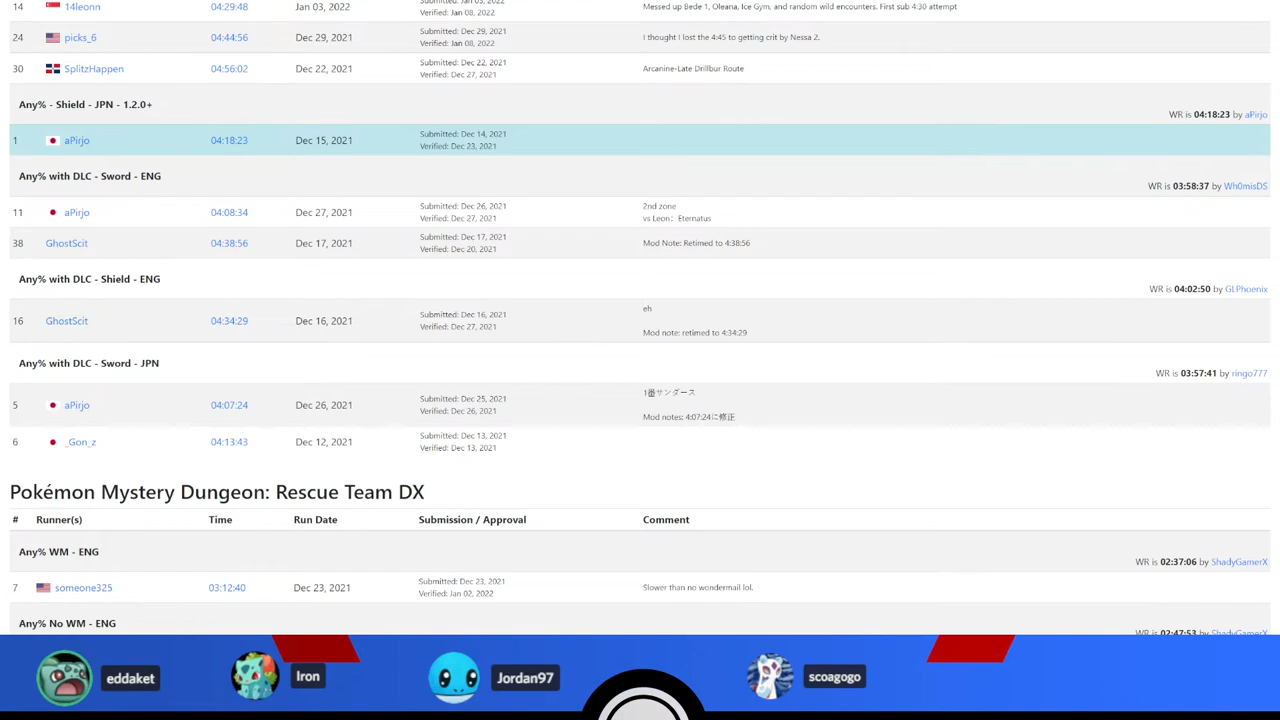 Submitted: Jan 03, 2022
14 14leonn 04:29:48 Jan 03, 2022 Messed up Bede 1, Oleana, Ice Gym, and random wild encounters. First sub 4:30 attempt
Verified: Jan 08, 2022
24 picks_6 04:44:56 Dec 29, 2021 Submitted: Dec 29, 2021 I thought I lost the 4:45 to getting crit by Nessa 2.
Verified: Jan 08, 2022
30 SplitzHappen 04:56:02 Dec 22, 2021 Submitted: Dec 22, 2021 Arcanine-Late Drillbur Route
Verified: Dec 27, 2021
Any% - Shield - JPN - 1.2.0+
WR is 04:18:23 by aPirjo
1 aPirjo 04:18:23 Dec 15, 2021 Submitted: Dec 14, 2021
Verified: Dec 23, 2021
Any% with DLC - Sword - ENG
WR is 03:58:37 by Wh0misDS
11 aPirjo 04:08:34 Dec 27, 2021 Submitted: Dec 26, 2021 2nd zone
Verified: Dec 27, 2021 vs Leon: Eternatus
38 GhostScit 04:38:56 Dec 17, 2021 Submitted: Dec 17, 2021 Mod Note: Retimed to 4:38:56
Verified: Dec 20, 2021
Any% with DLC - Shield - ENG
WR is 04:02:50 by GLPhoenix
eh
16 GhostScit 04:34:29 Dec 16, 2021 Submitted: Dec 16, 2021
Verified: Dec 27, 2021 Mod note: retimed to 4:34:29
Any% with DLC - Sword - JPN
WR is 03:57:41 by ringo777
1番サンダース
5 aPirjo 04:07:24 Dec 26, 2021 Submitted: Dec 25, 2021
Verified: Dec 26, 2021 Mod notes: 4:07:24に修正
6 _Gon_z 04:13:43 Dec 12, 2021 Submitted: Dec 13, 2021
Verified: Dec 13, 2021
Pokémon Mystery Dungeon: Rescue Team DX
# Runner(s) Time Run Date Submission / Approval Comment
Any% WM - ENG
WR is 02:37:06 by ShadyGamerX
7 someone325 03:12:40 Dec 23, 2021 Submitted: Dec 23, 2021 Slower than no wondermail lol.
Verified: Jan 02, 2022
Any% No WM - ENG
WR is 02:47:53 by ShadyGamerX
eddaket Iron Jordan97 scoagogo